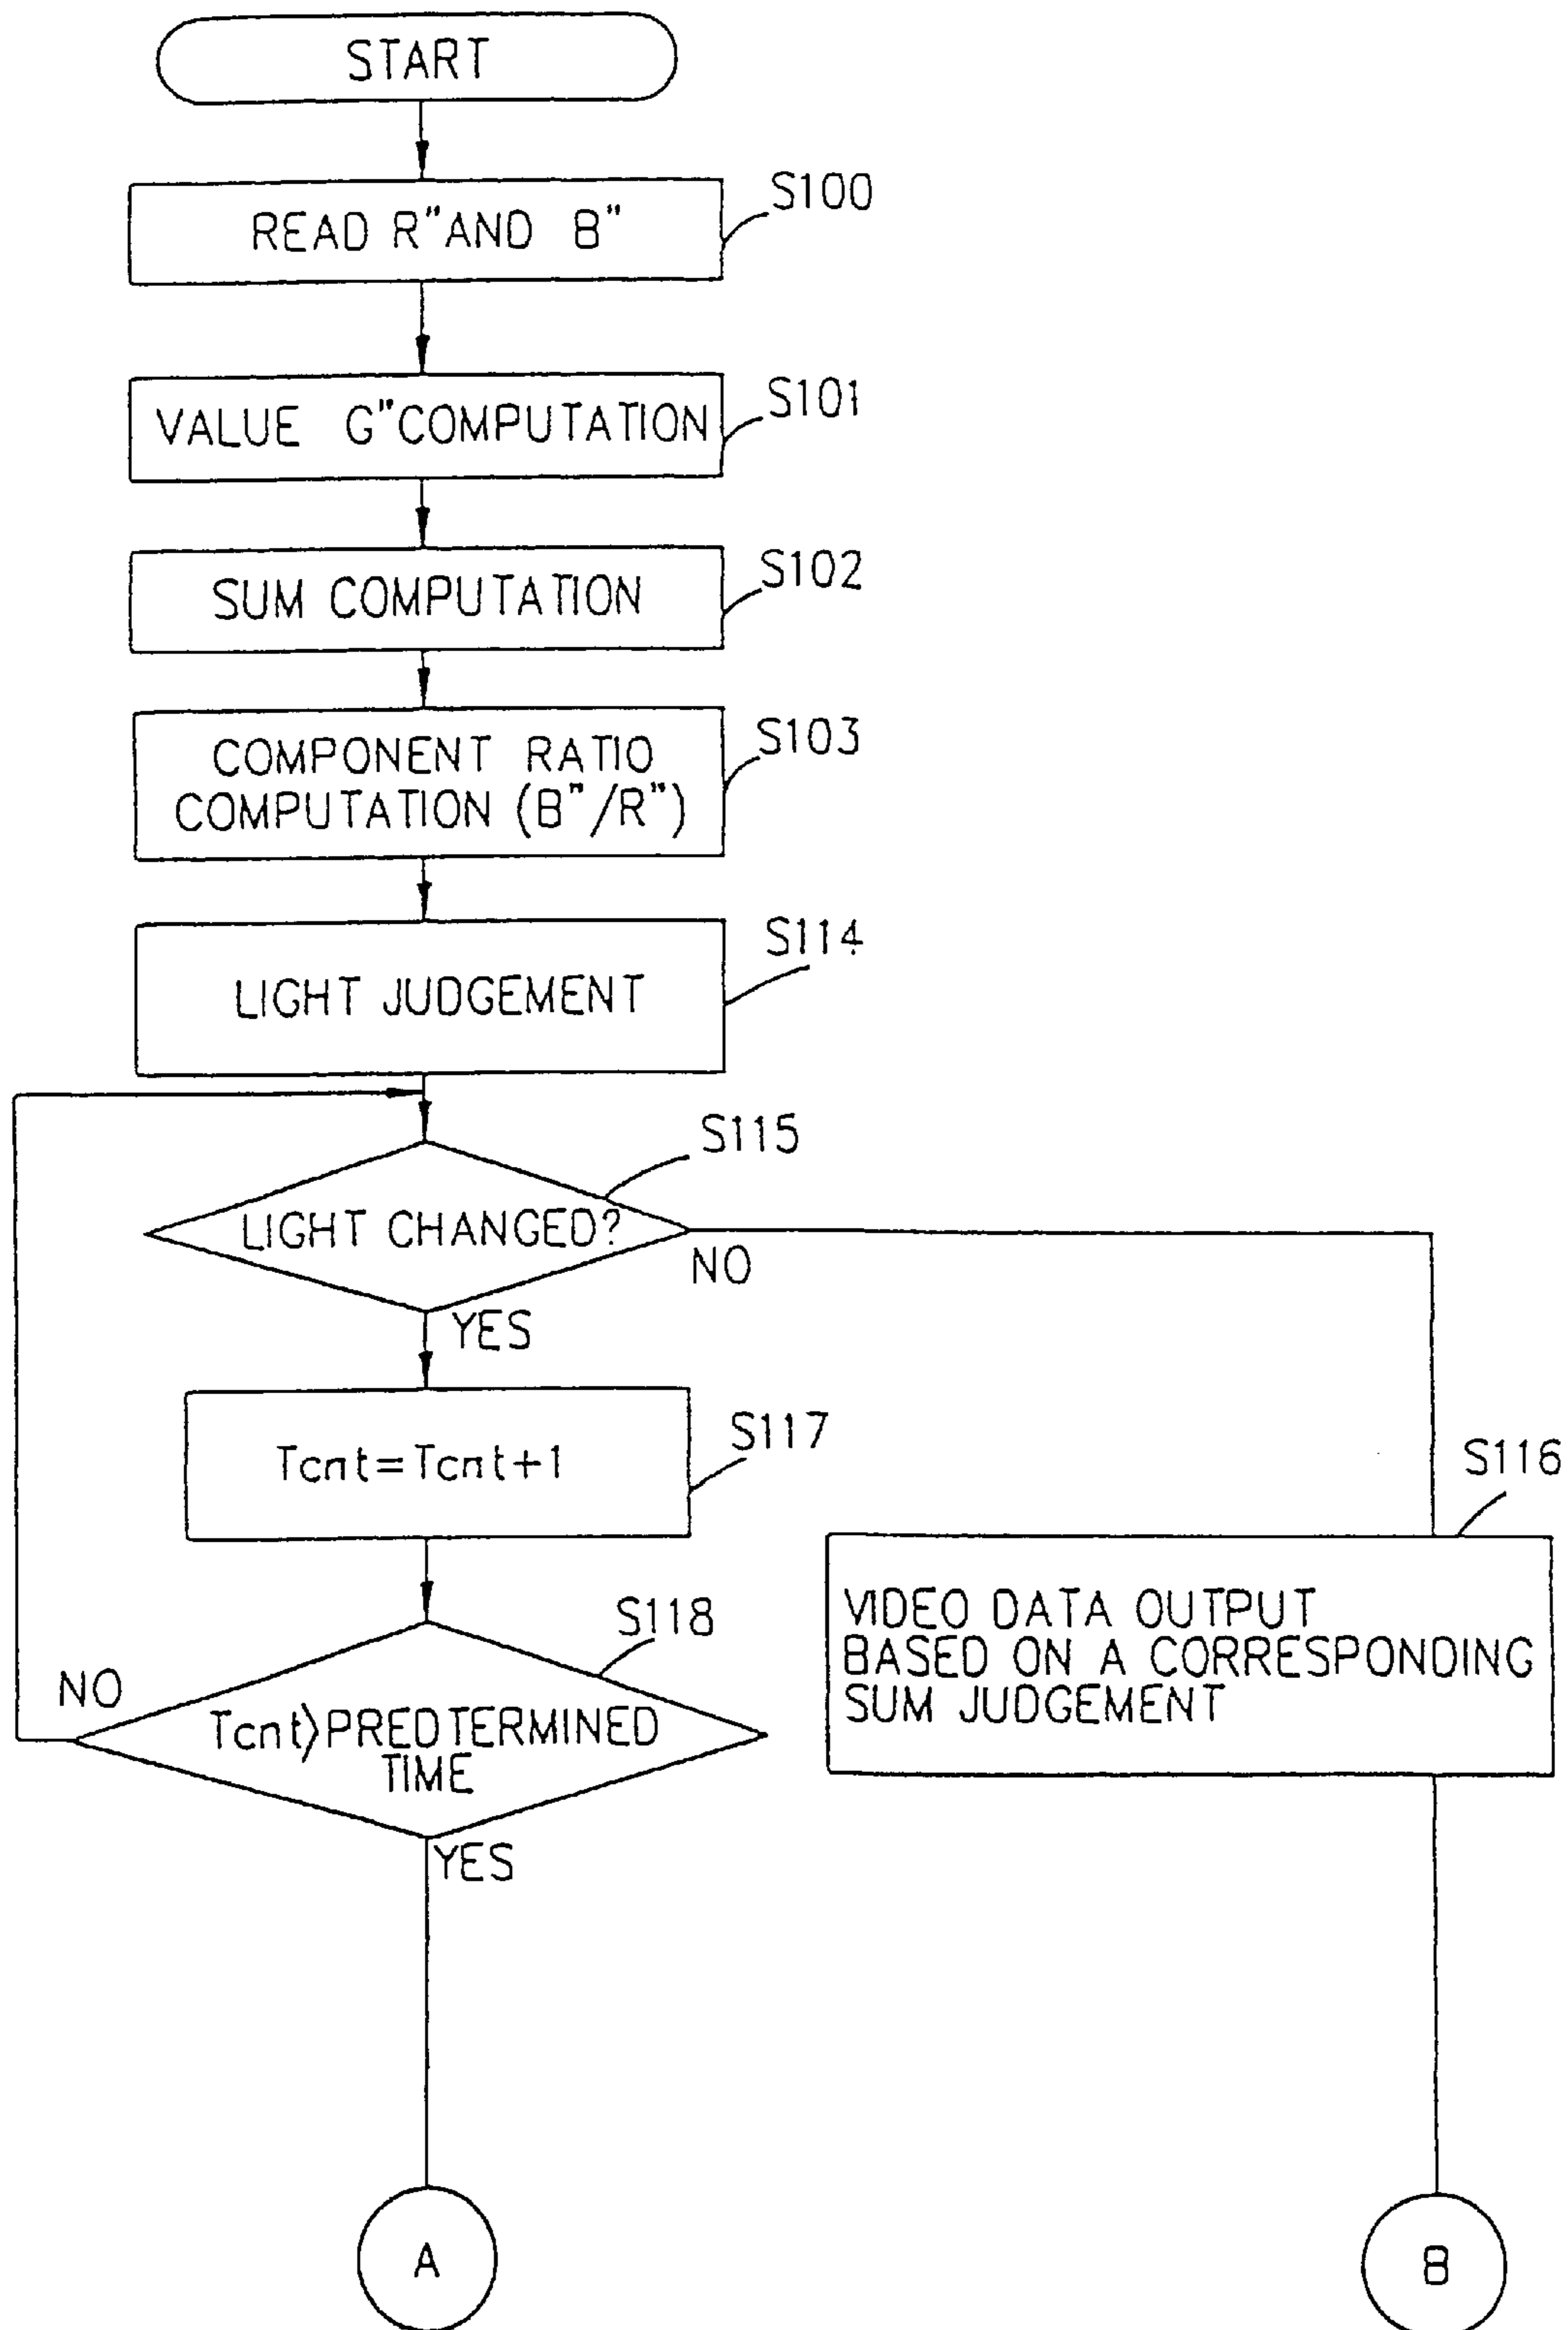 START
READ R" AND B"
S100
VALUE G" COMPUTATION
S101
SUM COMPUTATION
S102
COMPONENT RATIO
COMPUTATION (B"/R")
S103
LIGHT JUDGEMENT
S114
LIGHT CHANGED?
S115
NO
YES
Tcnt=Tcnt+1
S117
S116
VIDEO DATA OUTPUT
BASED ON A CORRESPONDING
SUM JUDGEMENT
S118
NO
Tcnt>PREDTERMINED
TIME
YES
A
B